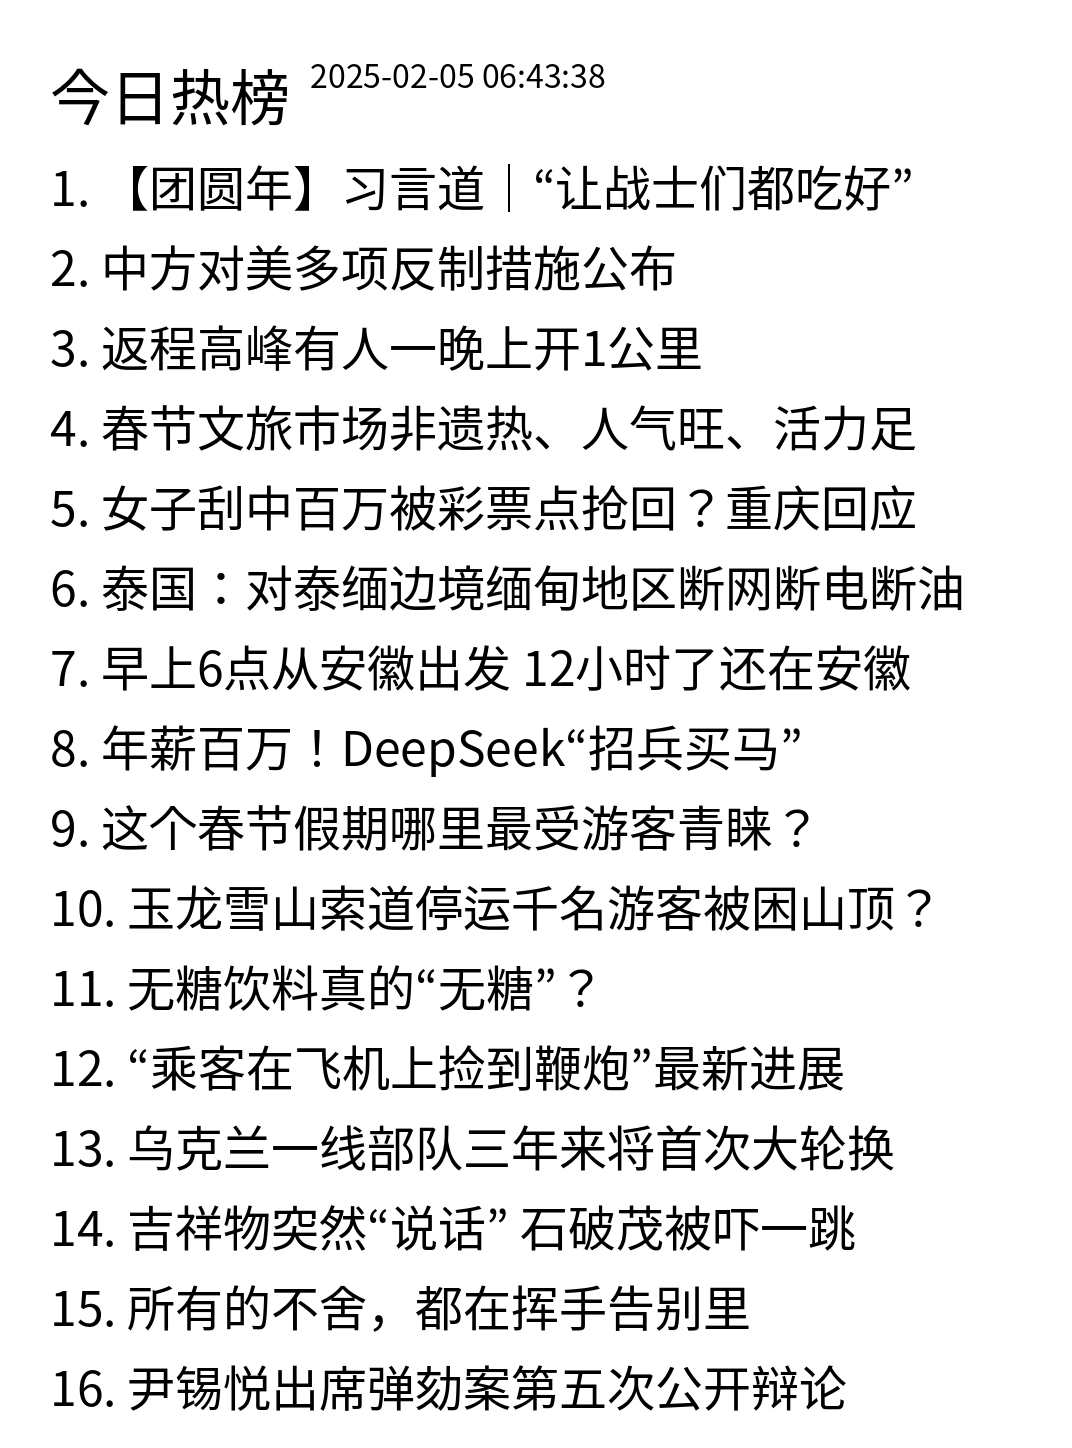 今日热榜 2025-02-05 06:43:38
1. 【团圆年】习言道｜“让战士们都吃好”
2. 中方对美多项反制措施公布
3. 返程高峰有人一晚上开1公里
4. 春节文旅市场非遗热、人气旺、活力足
5. 女子刮中百万被彩票点抢回？重庆回应
6. 泰国：对泰缅边境缅甸地区断网断电断油
7. 早上6点从安徽出发 12小时了还在安徽
8. 年薪百万！DeepSeek“招兵买马”
9. 这个春节假期哪里最受游客青睐？
10. 玉龙雪山索道停运千名游客被困山顶？
11. 无糖饮料真的“无糖”？
12. “乘客在飞机上捡到鞭炮”最新进展
13. 乌克兰一线部队三年来将首次大轮换
14. 吉祥物突然“说话” 石破茂被吓一跳
15. 所有的不舍，都在挥手告别里
16. 尹锡悦出席弹劾案第五次公开辩论